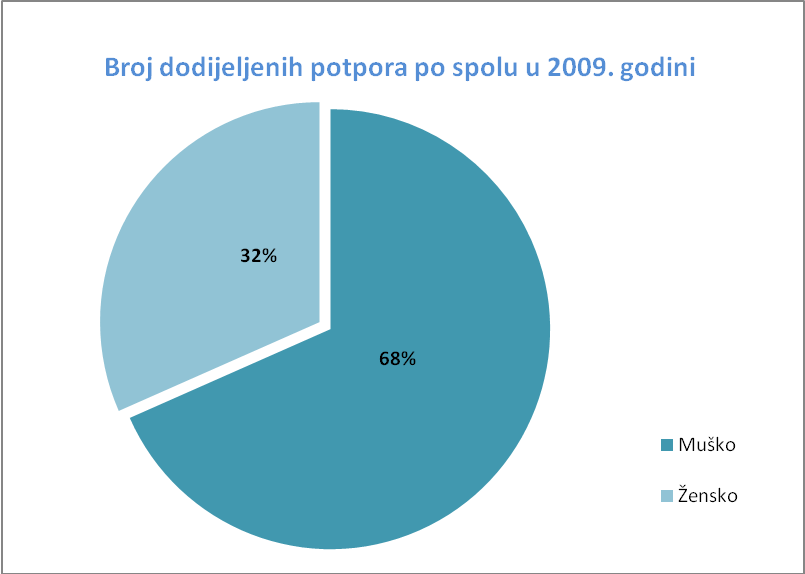 Broj dodijeljenih potpora po spolu u 2009. godini
32%
68%
Muško
Žensko